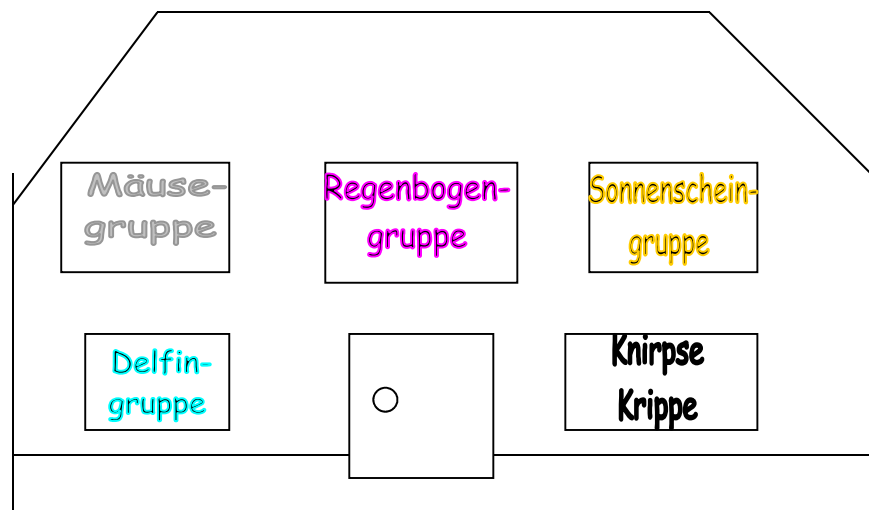 Mäuse-
gruppe
Regenbogen-
gruppe
Sonnenschein-
gruppe
Delfin-
gruppe
Knirpse
Krippe